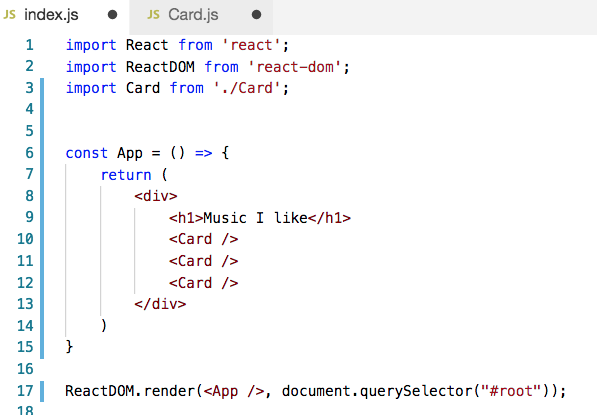 JS index.js ● JS Card.js ●
1 import React from 'react';
2 import ReactDOM from 'react-dom';
3 import Card from './Card';
4
5
6 const App = () => {
7     return (
8         <div>
9             <h1>Music I like</h1>
10             <Card />
11             <Card />
12             <Card />
13         </div>
14     )
15 }
16
17 ReactDOM.render(<App />, document.querySelector("#root"));
18